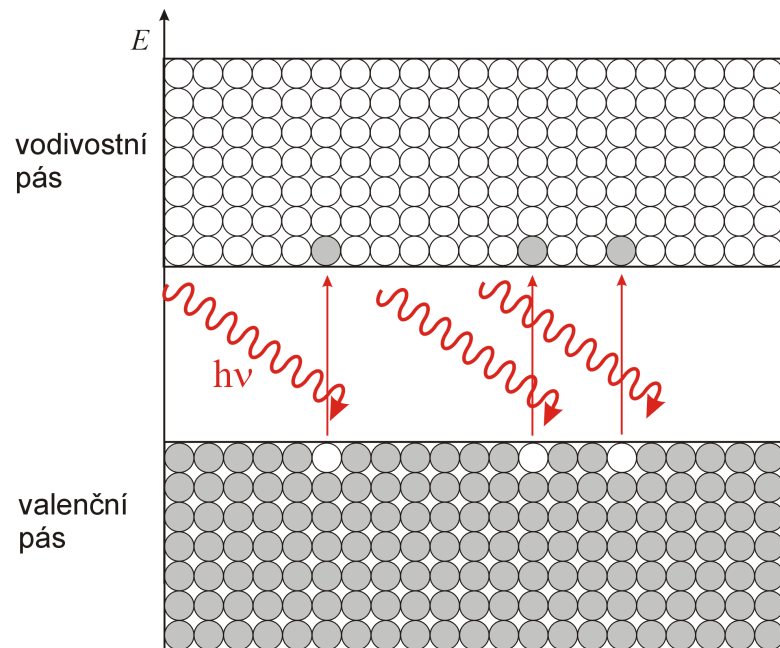 E
vodivostní
pás
hν
valenční
pás